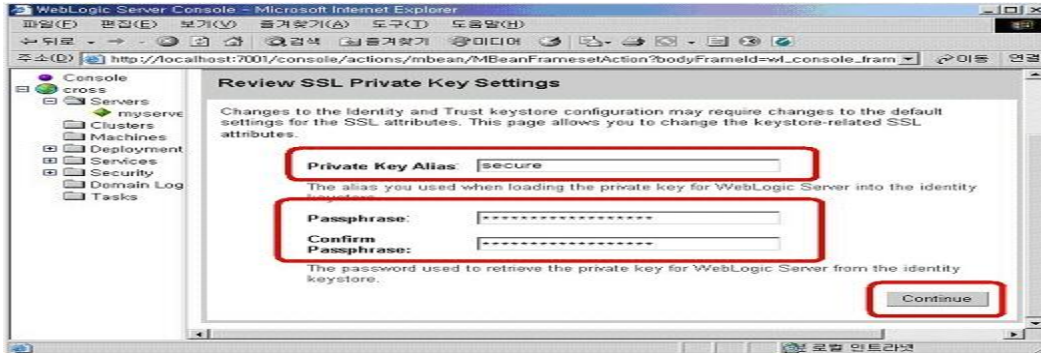 WebLogic Server Console - Microsoft Internet Explorer
파일(F) 편집(E) 보기(V) 즐겨찾기(A) 도구(T) 도움말(H)
뒤로 검색 즐겨찾기 미디어
주소(D) http://localhost:7001/console/actions/mbean/MBeanFramesetAction?bodyFrameId=wl_console_fram 이동 연결
Console
cross
Servers
myserve
Clusters
Machines
Deployment
Services
Security
Domain Log
Tasks
Review SSL Private Key Settings
Changes to the Identity and Trust keystore configuration may require changes to the default
settings for the SSL attributes. This page allows you to change the keystore-related SSL
attributes.
Private Key Alias: secure
The alias you used when loading the private key for WebLogic Server into the identity
keystore.
Passphrase: ******************
Confirm
Passphrase: ******************
The password used to retrieve the private key for WebLogic Server from the identity
keystore.
Continue
로컬 인트라넷